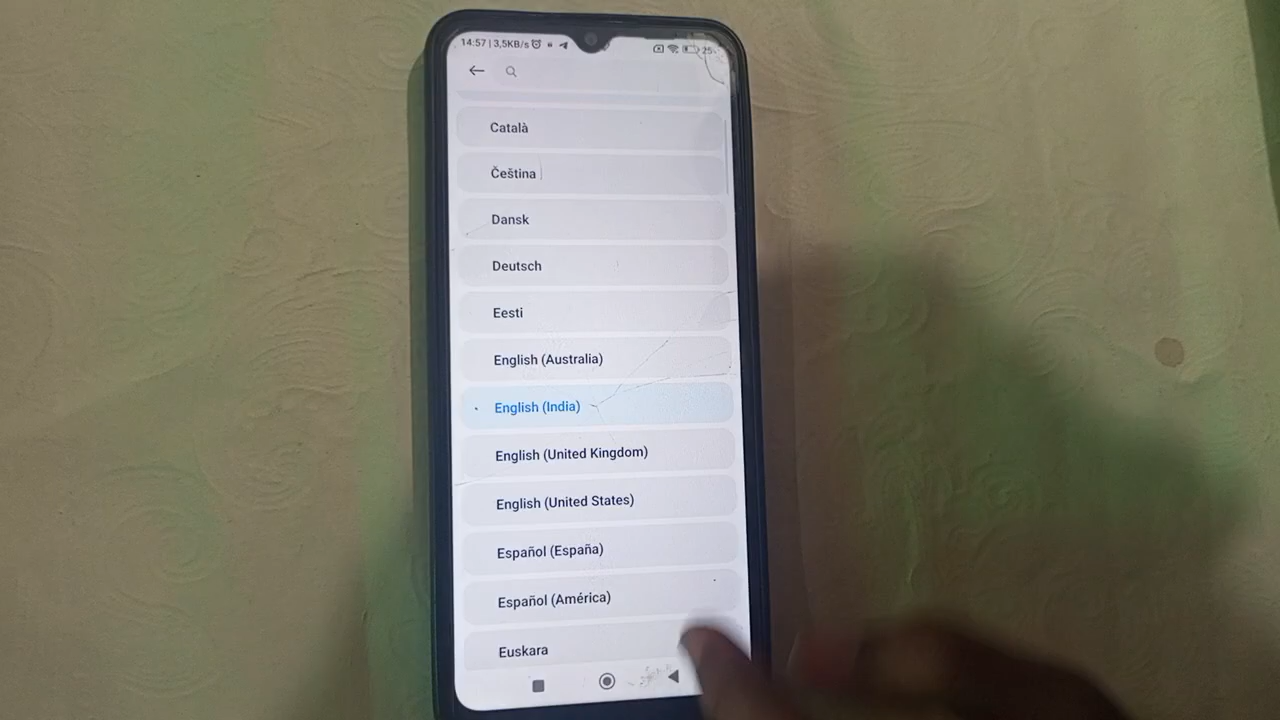 14:57 | 3,5KB/s
25
Català
Čeština
Dansk
Deutsch
Eesti
English (Australia)
English (India)
English (United Kingdom)
English (United States)
Español (España)
Español (América)
Euskara